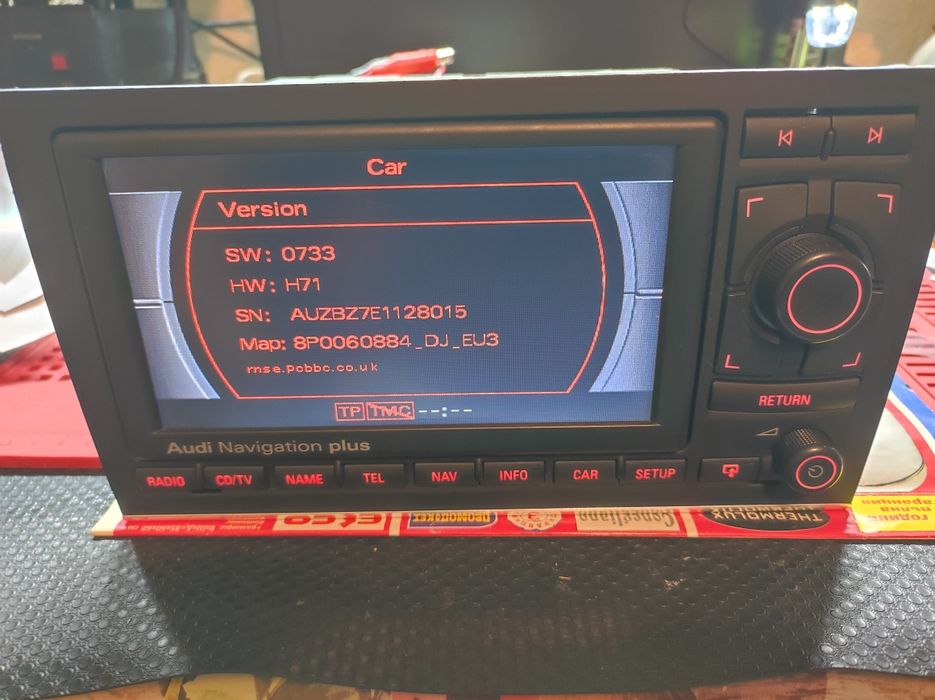 Car
Version
SW: 0733
HW: H71
SN: AUZBZ7E1128015
Map: 8P0060884_DJ_EU3
rnse.pobbc.co.uk
TP TMC --:--
Audi Navigation plus
RADIO CD/TV NAME TEL NAV INFO CAR SETUP
RETURN
THERMOLUX